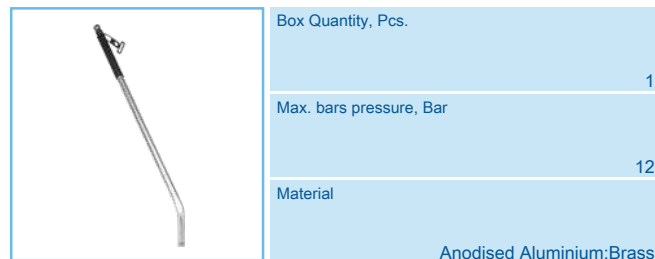 Box Quantity, Pcs.
1
Max. bars pressure, Bar
12
Material
Anodised Aluminium:Brass